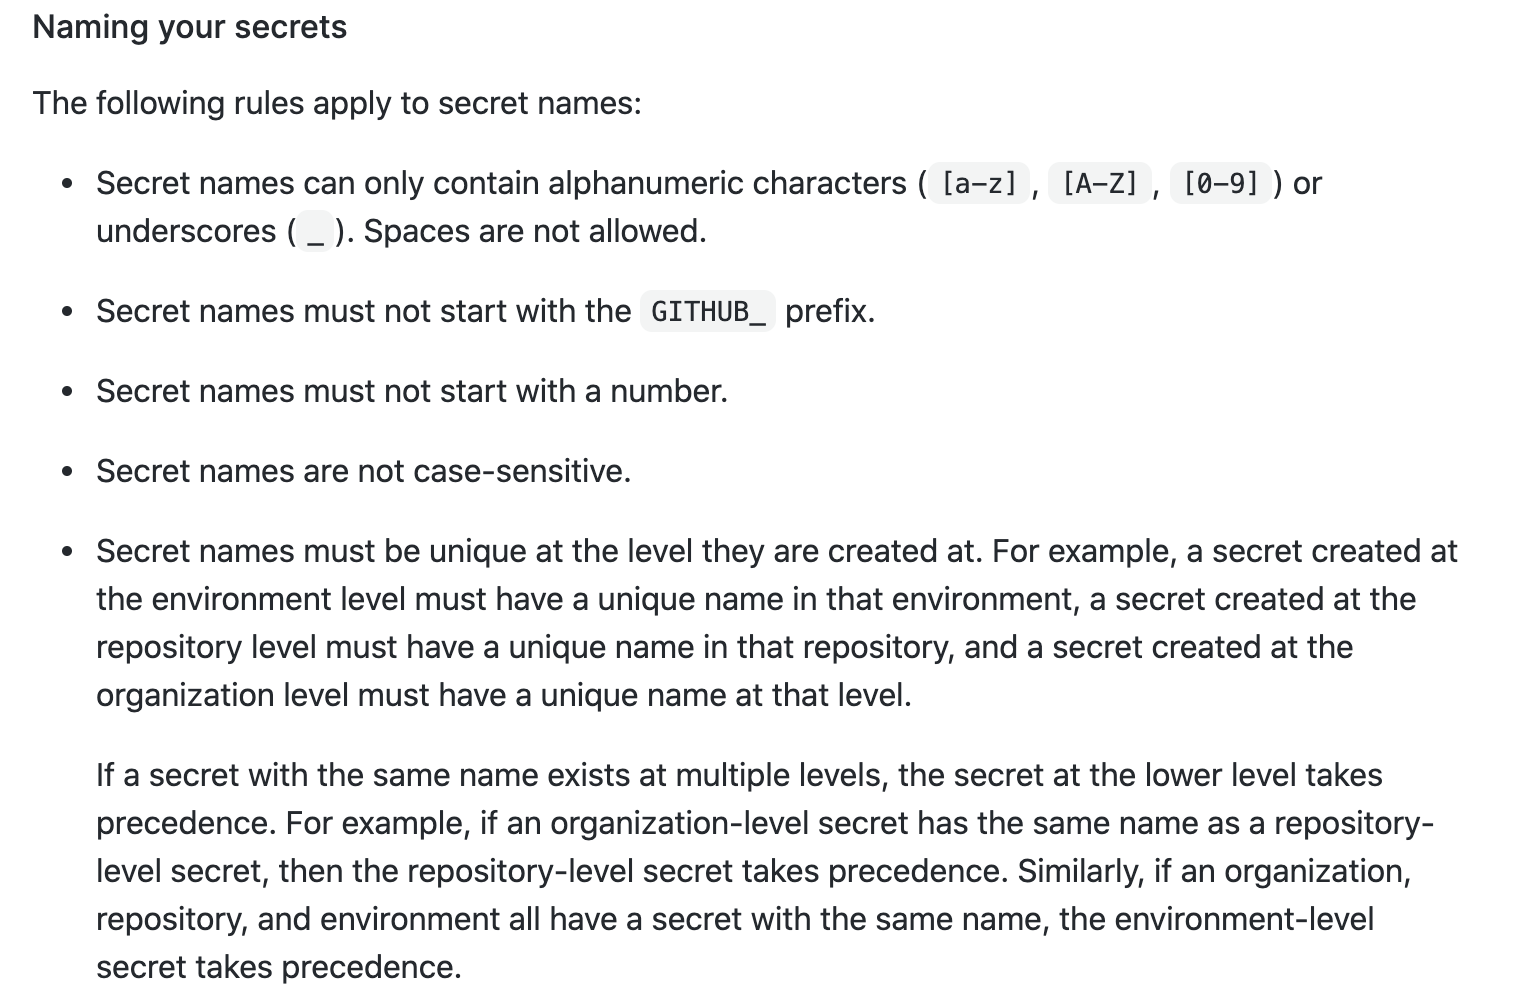 Naming your secrets
The following rules apply to secret names:
• Secret names can only contain alphanumeric characters ( [a-z] , [A-Z] , [0-9] ) or
underscores ( _ ). Spaces are not allowed.
• Secret names must not start with the GITHUB_ prefix.
• Secret names must not start with a number.
• Secret names are not case-sensitive.
• Secret names must be unique at the level they are created at. For example, a secret created at
the environment level must have a unique name in that environment, a secret created at the
repository level must have a unique name in that repository, and a secret created at the
organization level must have a unique name at that level.
If a secret with the same name exists at multiple levels, the secret at the lower level takes
precedence. For example, if an organization-level secret has the same name as a repository-
level secret, then the repository-level secret takes precedence. Similarly, if an organization,
repository, and environment all have a secret with the same name, the environment-level
secret takes precedence.